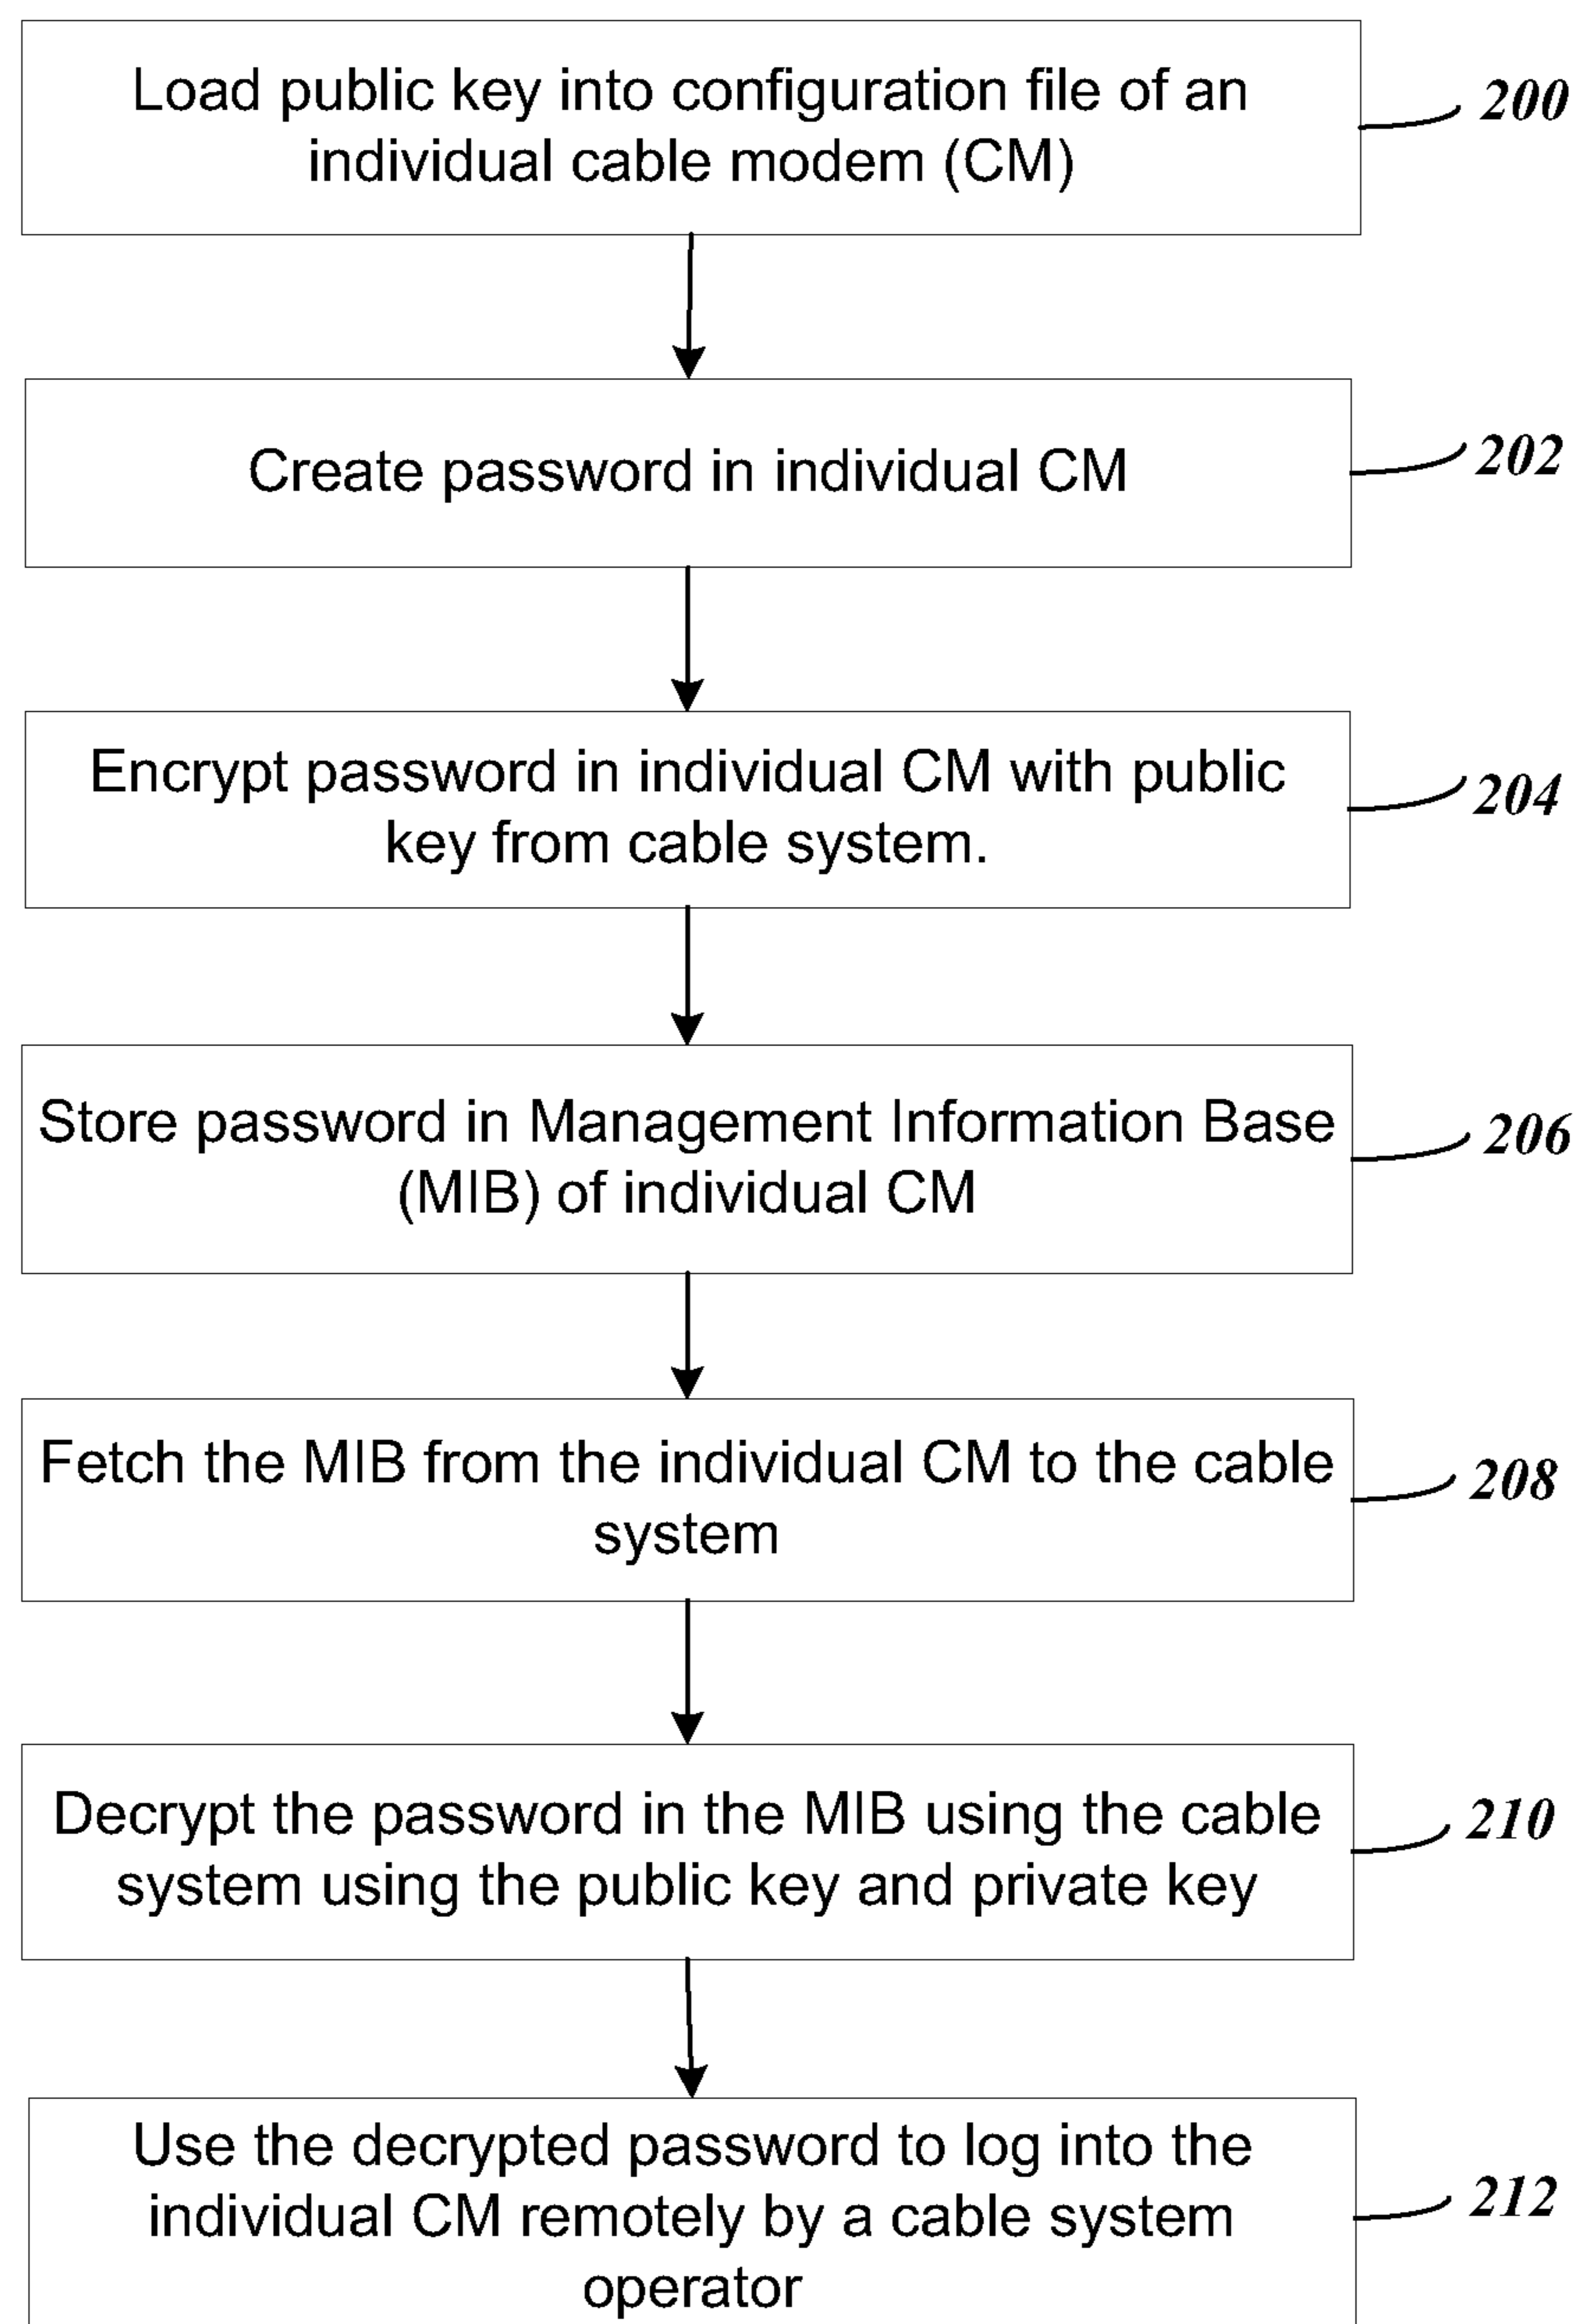 Load public key into configuration file of an
individual cable modem (CM)
200
Create password in individual CM
202
Encrypt password in individual CM with public
key from cable system.
204
Store password in Management Information Base
(MIB) of individual CM
206
Fetch the MIB from the individual CM to the cable
system
208
Decrypt the password in the MIB using the cable
system using the public key and private key
210
Use the decrypted password to log into the
individual CM remotely by a cable system
operator
212